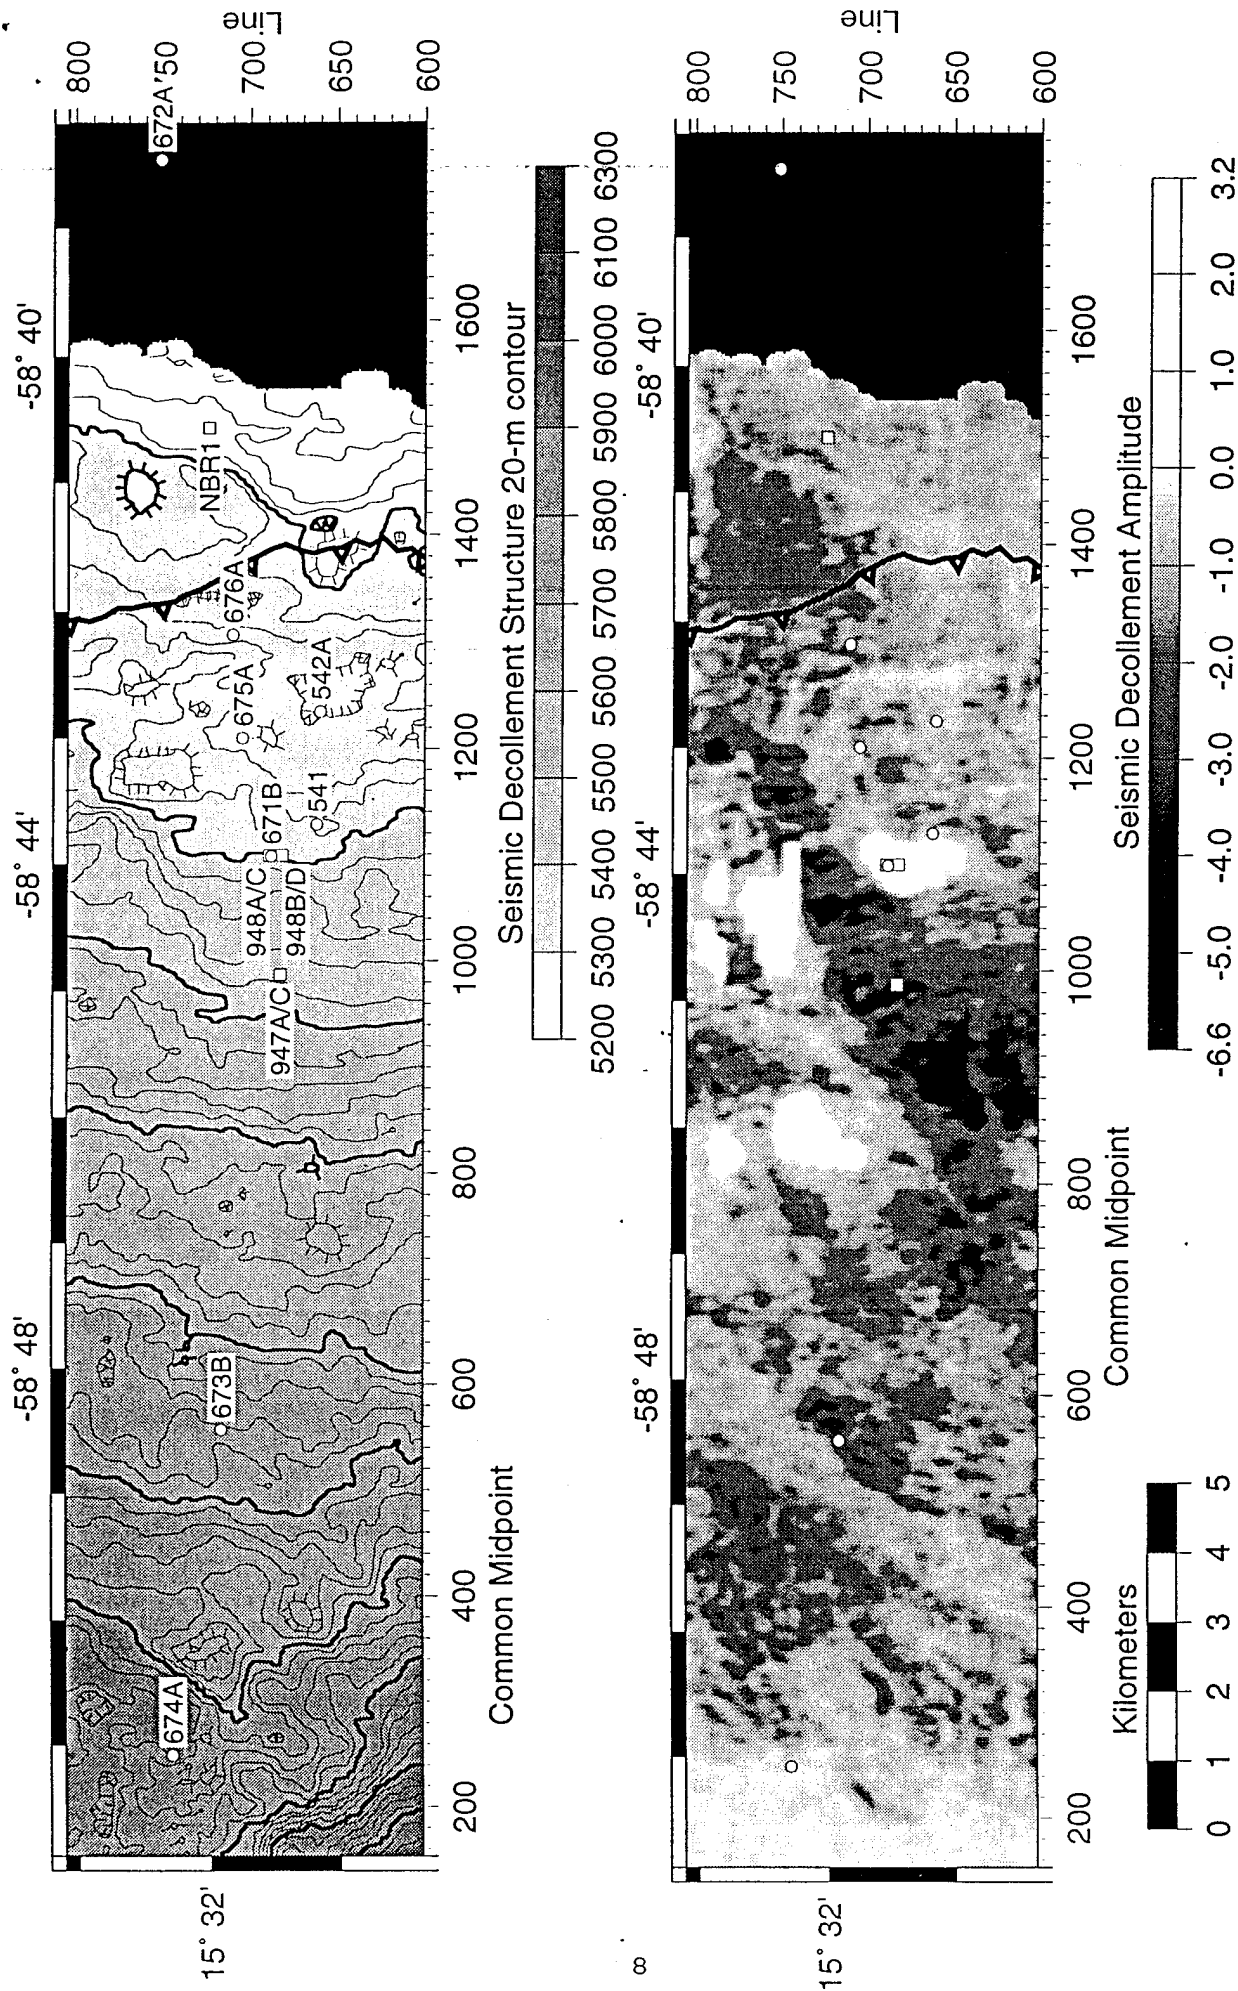 -58° 48' -58° 44' -58° 40'
15° 32'
800
'50
700
650
600
Line
674A
673B
947A/C
948A/C
948B/D
671B
541
675A
542A
676A
NBR1
672A
200 400 600 800 1000 1200 1400 1600
Common Midpoint
Seismic Decollement Structure 20-m contour
5200 5300 5400 5500 5600 5700 5800 5900 6000 6100 6300
8
-58° 48' -58° 44' -58° 40'
15° 32'
800
750
700
650
600
Line
200 400 600 800 1000 1200 1400 1600
Common Midpoint
Kilometers
0 1 2 3 4 5
Seismic Decollement Amplitude
-6.6 -5.0 -4.0 -3.0 -2.0 -1.0 0.0 1.0 2.0 3.2